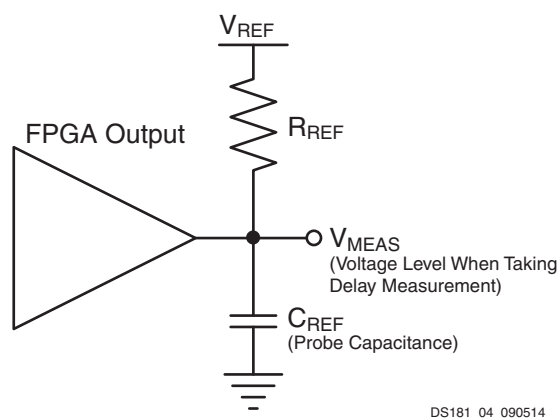 VREF
FPGA Output
RREF
VMEAS
(Voltage Level When Taking
Delay Measurement)
CREF
(Probe Capacitance)
DS181_04_090514